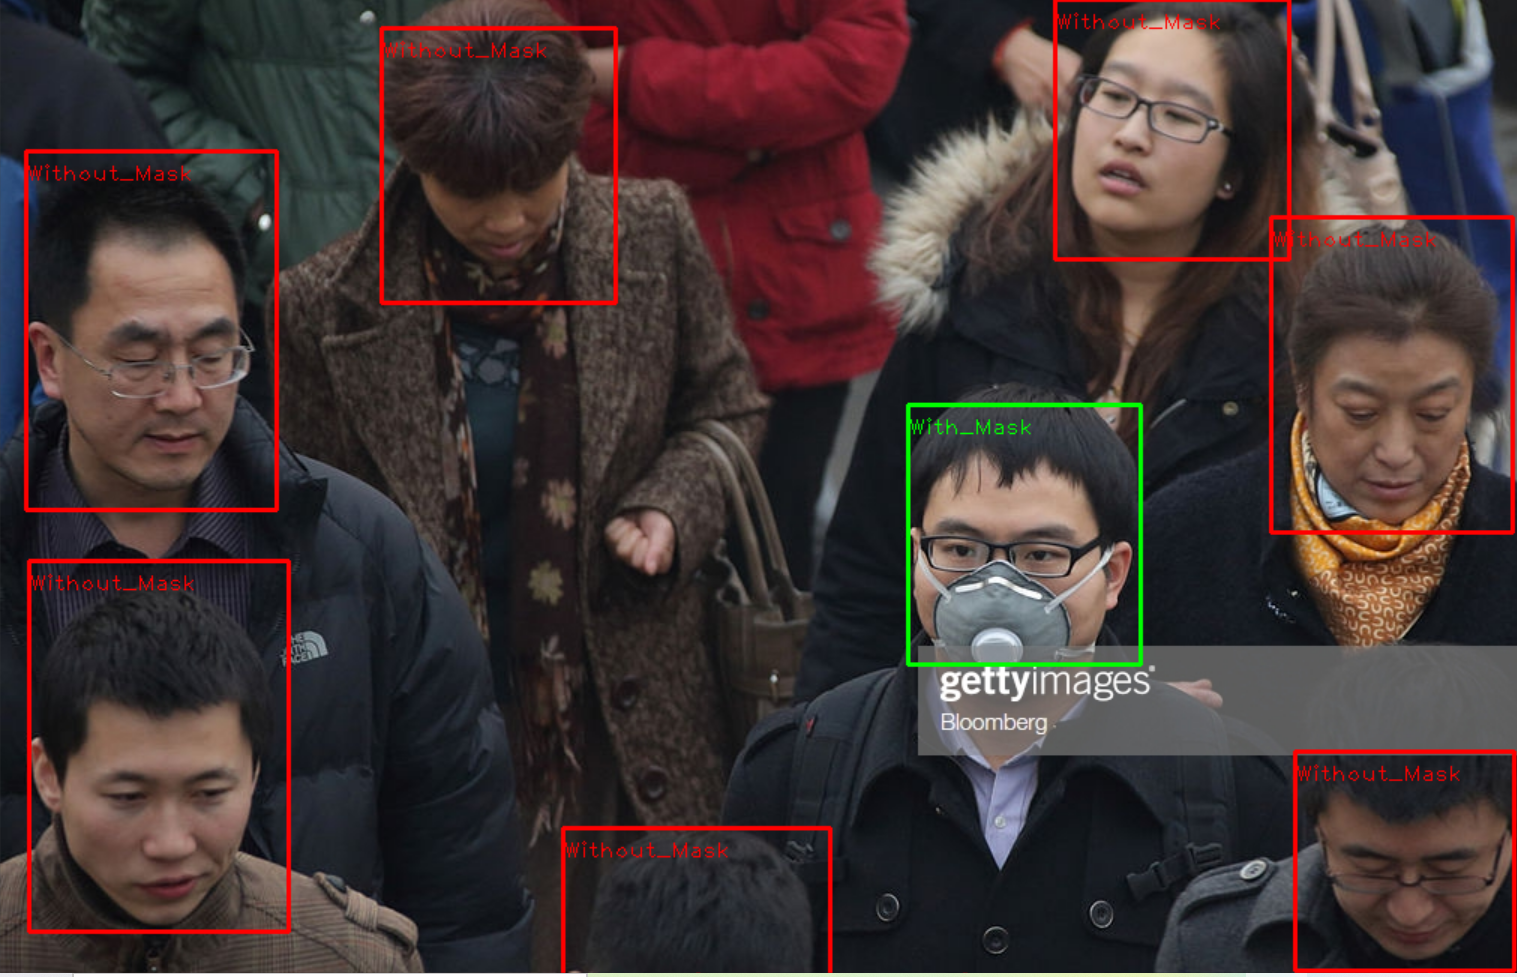 Without_Mask
Without_Mask
Without_Mask
Without_Mask
With_Mask
Without_Mask
THE
NORTH
FACE
gettyimages
Bloomberg
Without_Mask
Without_Mask